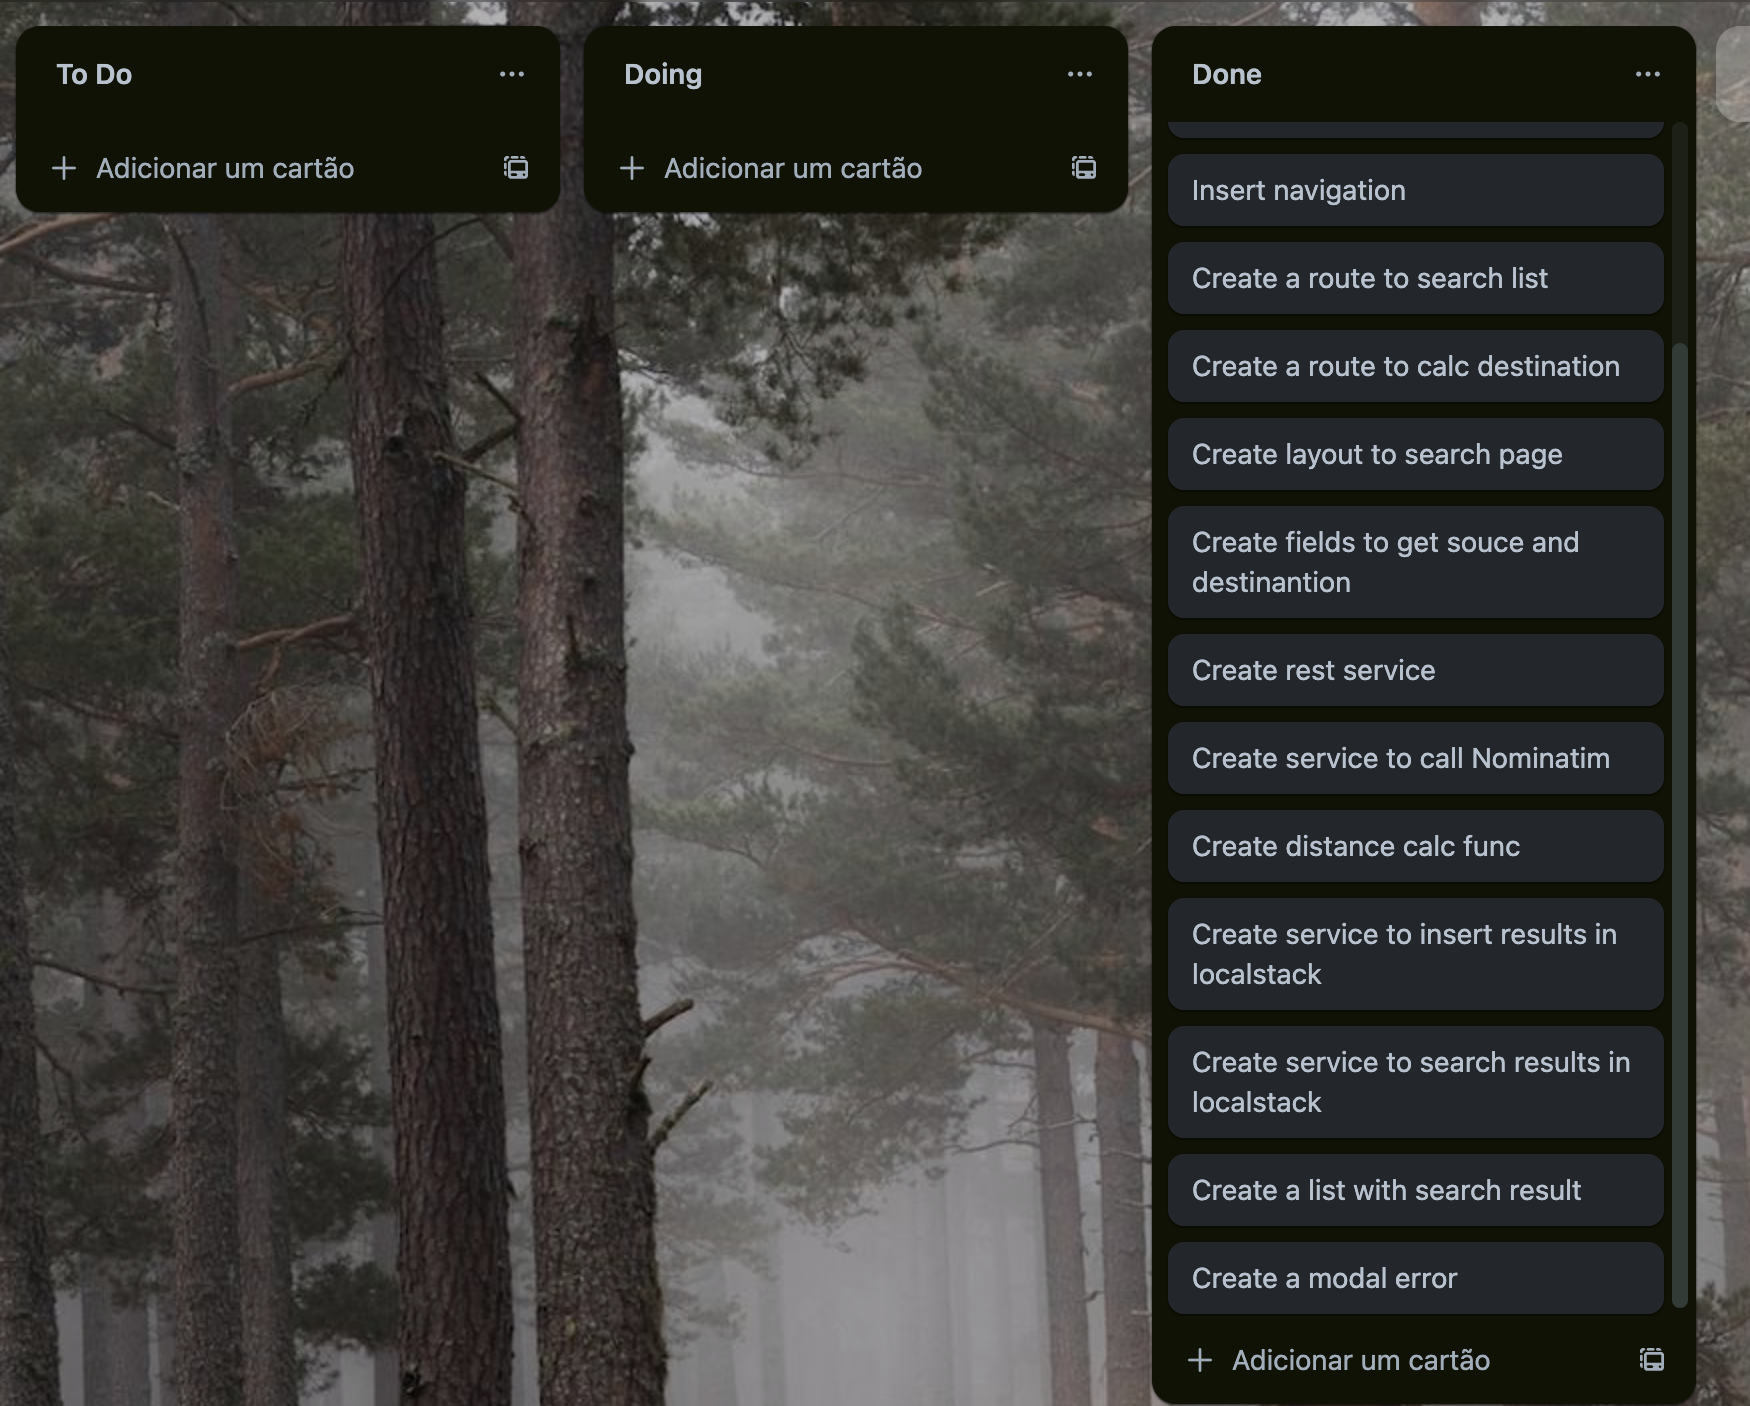 To Do
Adicionar um cartão
Doing
Adicionar um cartão
Done
Insert navigation
Create a route to search list
Create a route to calc destination
Create layout to search page
Create fields to get souce and
destinantion
Create rest service
Create service to call Nominatim
Create distance calc func
Create service to insert results in
localstack
Create service to search results in
localstack
Create a list with search result
Create a modal error
Adicionar um cartão